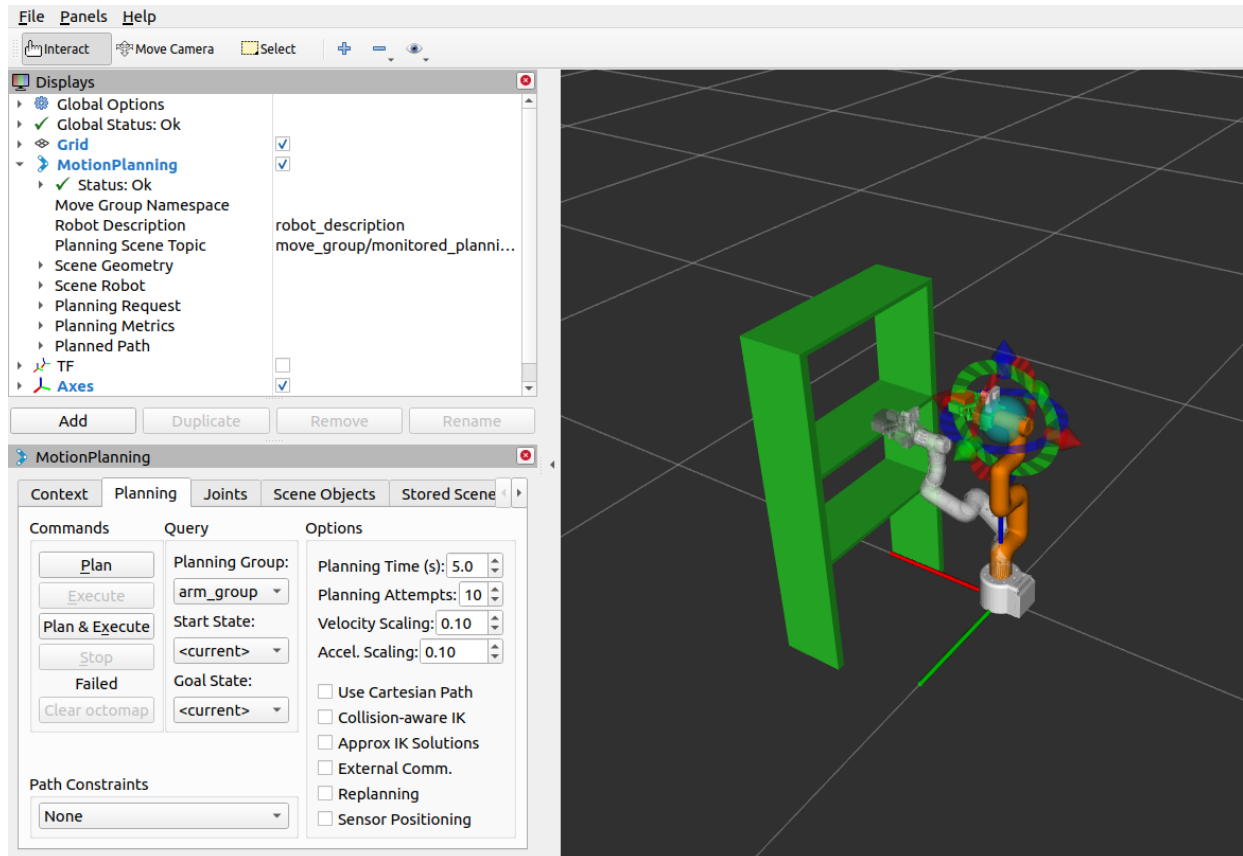 File Panels Help
Interact Move Camera Select
Displays
Global Options
Global Status: Ok
Grid
MotionPlanning
Status: Ok
Move Group Namespace
Robot Description robot_description
Planning Scene Topic move_group/monitored_planni...
Scene Geometry
Scene Robot
Planning Request
Planning Metrics
Planned Path
TF
Axes
Add Duplicate Remove Rename
MotionPlanning
Context Planning Joints Scene Objects Stored Scene
Commands Query Options
Plan
Execute
Plan & Execute
Stop
Failed
Clear octomap
Planning Group:
arm_group
Start State:
<current>
Goal State:
<current>
Planning Time (s): 5.0
Planning Attempts: 10
Velocity Scaling: 0.10
Accel. Scaling: 0.10
Use Cartesian Path
Collision-aware IK
Approx IK Solutions
External Comm.
Replanning
Sensor Positioning
Path Constraints
None